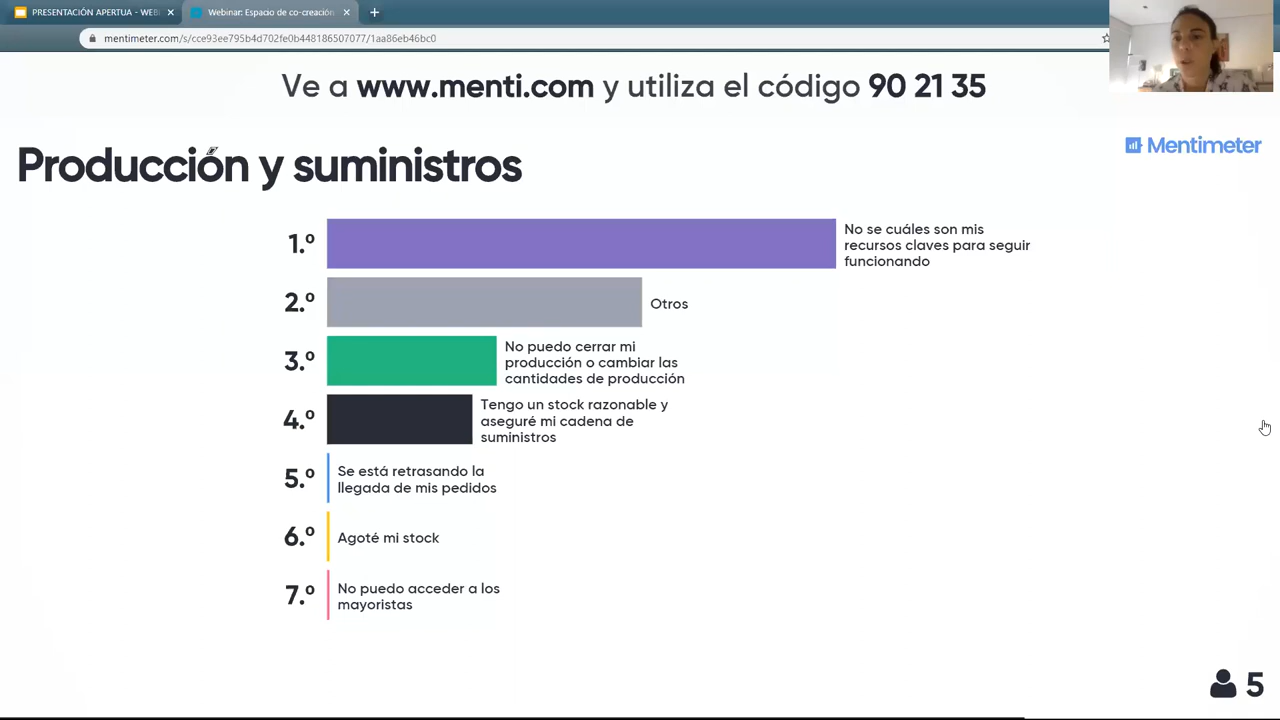 PRESENTACIÓN APERTUA - WEBI
Webinar: Espacio de co-creación
mentimeter.com/s/cce93ee795b4d702fe0b448186507077/1aa86eb46bc0
Ve a www.menti.com y utiliza el código 90 21 35
Producción y suministros
Mentimeter
1.º
No se cuáles son mis
recursos claves para seguir
funcionando
2.º
Otros
3.º
No puedo cerrar mi
producción o cambiar las
cantidades de producción
4.º
Tengo un stock razonable y
aseguré mi cadena de
suministros
5.º
Se está retrasando la
llegada de mis pedidos
6.º
Agoté mi stock
7.º
No puedo acceder a los
mayoristas
5